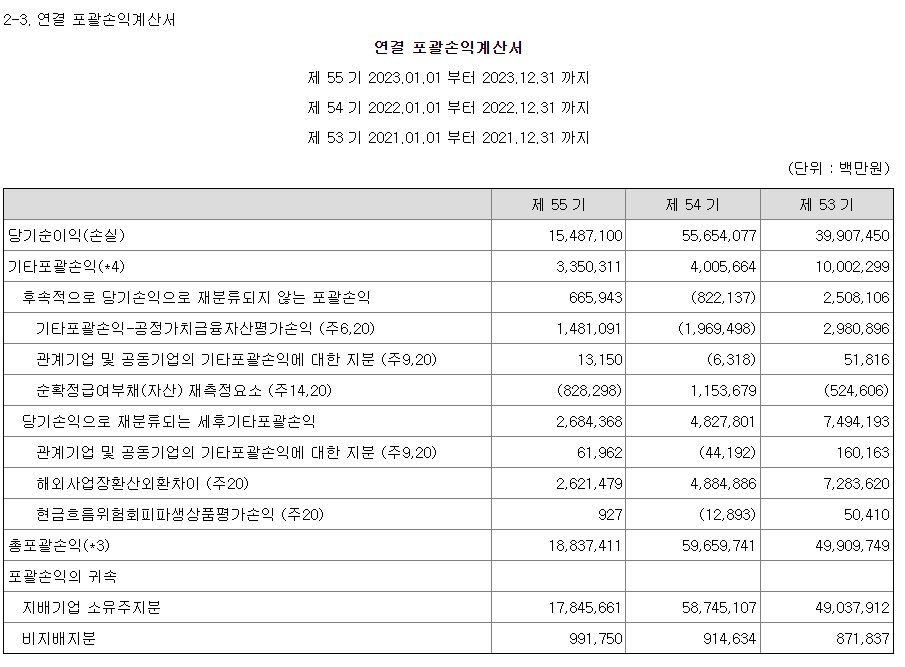 2-3. 연결 포괄손익계산서
연결 포괄손익계산서
제 55 기 2023.01.01 부터 2023.12.31 까지
제 54 기 2022.01.01 부터 2022.12.31 까지
제 53 기 2021.01.01 부터 2021.12.31 까지
(단위 : 백만원)
제 55 기 제 54 기 제 53 기
당기순이익(손실) 15,487,100 55,654,077 39,907,450
기타포괄손익(*4) 3,350,311 4,005,664 10,002,299
후속적으로 당기손익으로 재분류되지 않는 포괄손익 665,943 (822,137) 2,508,106
기타포괄손익-공정가치금융자산평가손익 (주6,20) 1,481,091 (1,969,498) 2,980,896
관계기업 및 공동기업의 기타포괄손익에 대한 지분 (주9,20) 13,150 (6,318) 51,816
순확정급여부채(자산) 재측정요소 (주14,20) (828,298) 1,153,679 (524,606)
당기손익으로 재분류되는 세후기타포괄손익 2,684,368 4,827,801 7,494,193
관계기업 및 공동기업의 기타포괄손익에 대한 지분 (주9,20) 61,962 (44,192) 160,163
해외사업장환산외환차이 (주20) 2,621,479 4,884,886 7,283,620
현금흐름위험회피파생상품평가손익 (주20) 927 (12,893) 50,410
총포괄손익(*3) 18,837,411 59,659,741 49,909,749
포괄손익의 귀속
지배기업 소유주지분 17,845,661 58,745,107 49,037,912
비지배지분 991,750 914,634 871,837